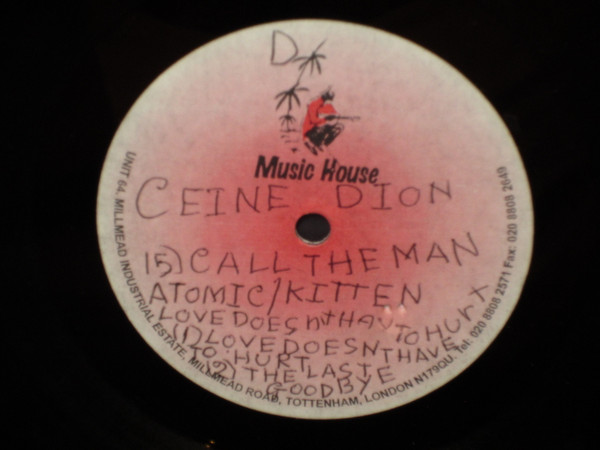 D
Music House
CEINE DION
15) CALL THE MAN
ATOMIC/KITTEN
LOVE DOESNT HAV TO HURT
(1) LOVE DOESNT HAVE
TO HURT
(2) THE LAST
GOODBYE
UNIT 64, MILLMEAD INDUSTRIAL ESTATE, MILLMEAD ROAD, TOTTENHAM, LONDON N179QU. Tel: 020 8808 2571 Fax: 020 8808 2649